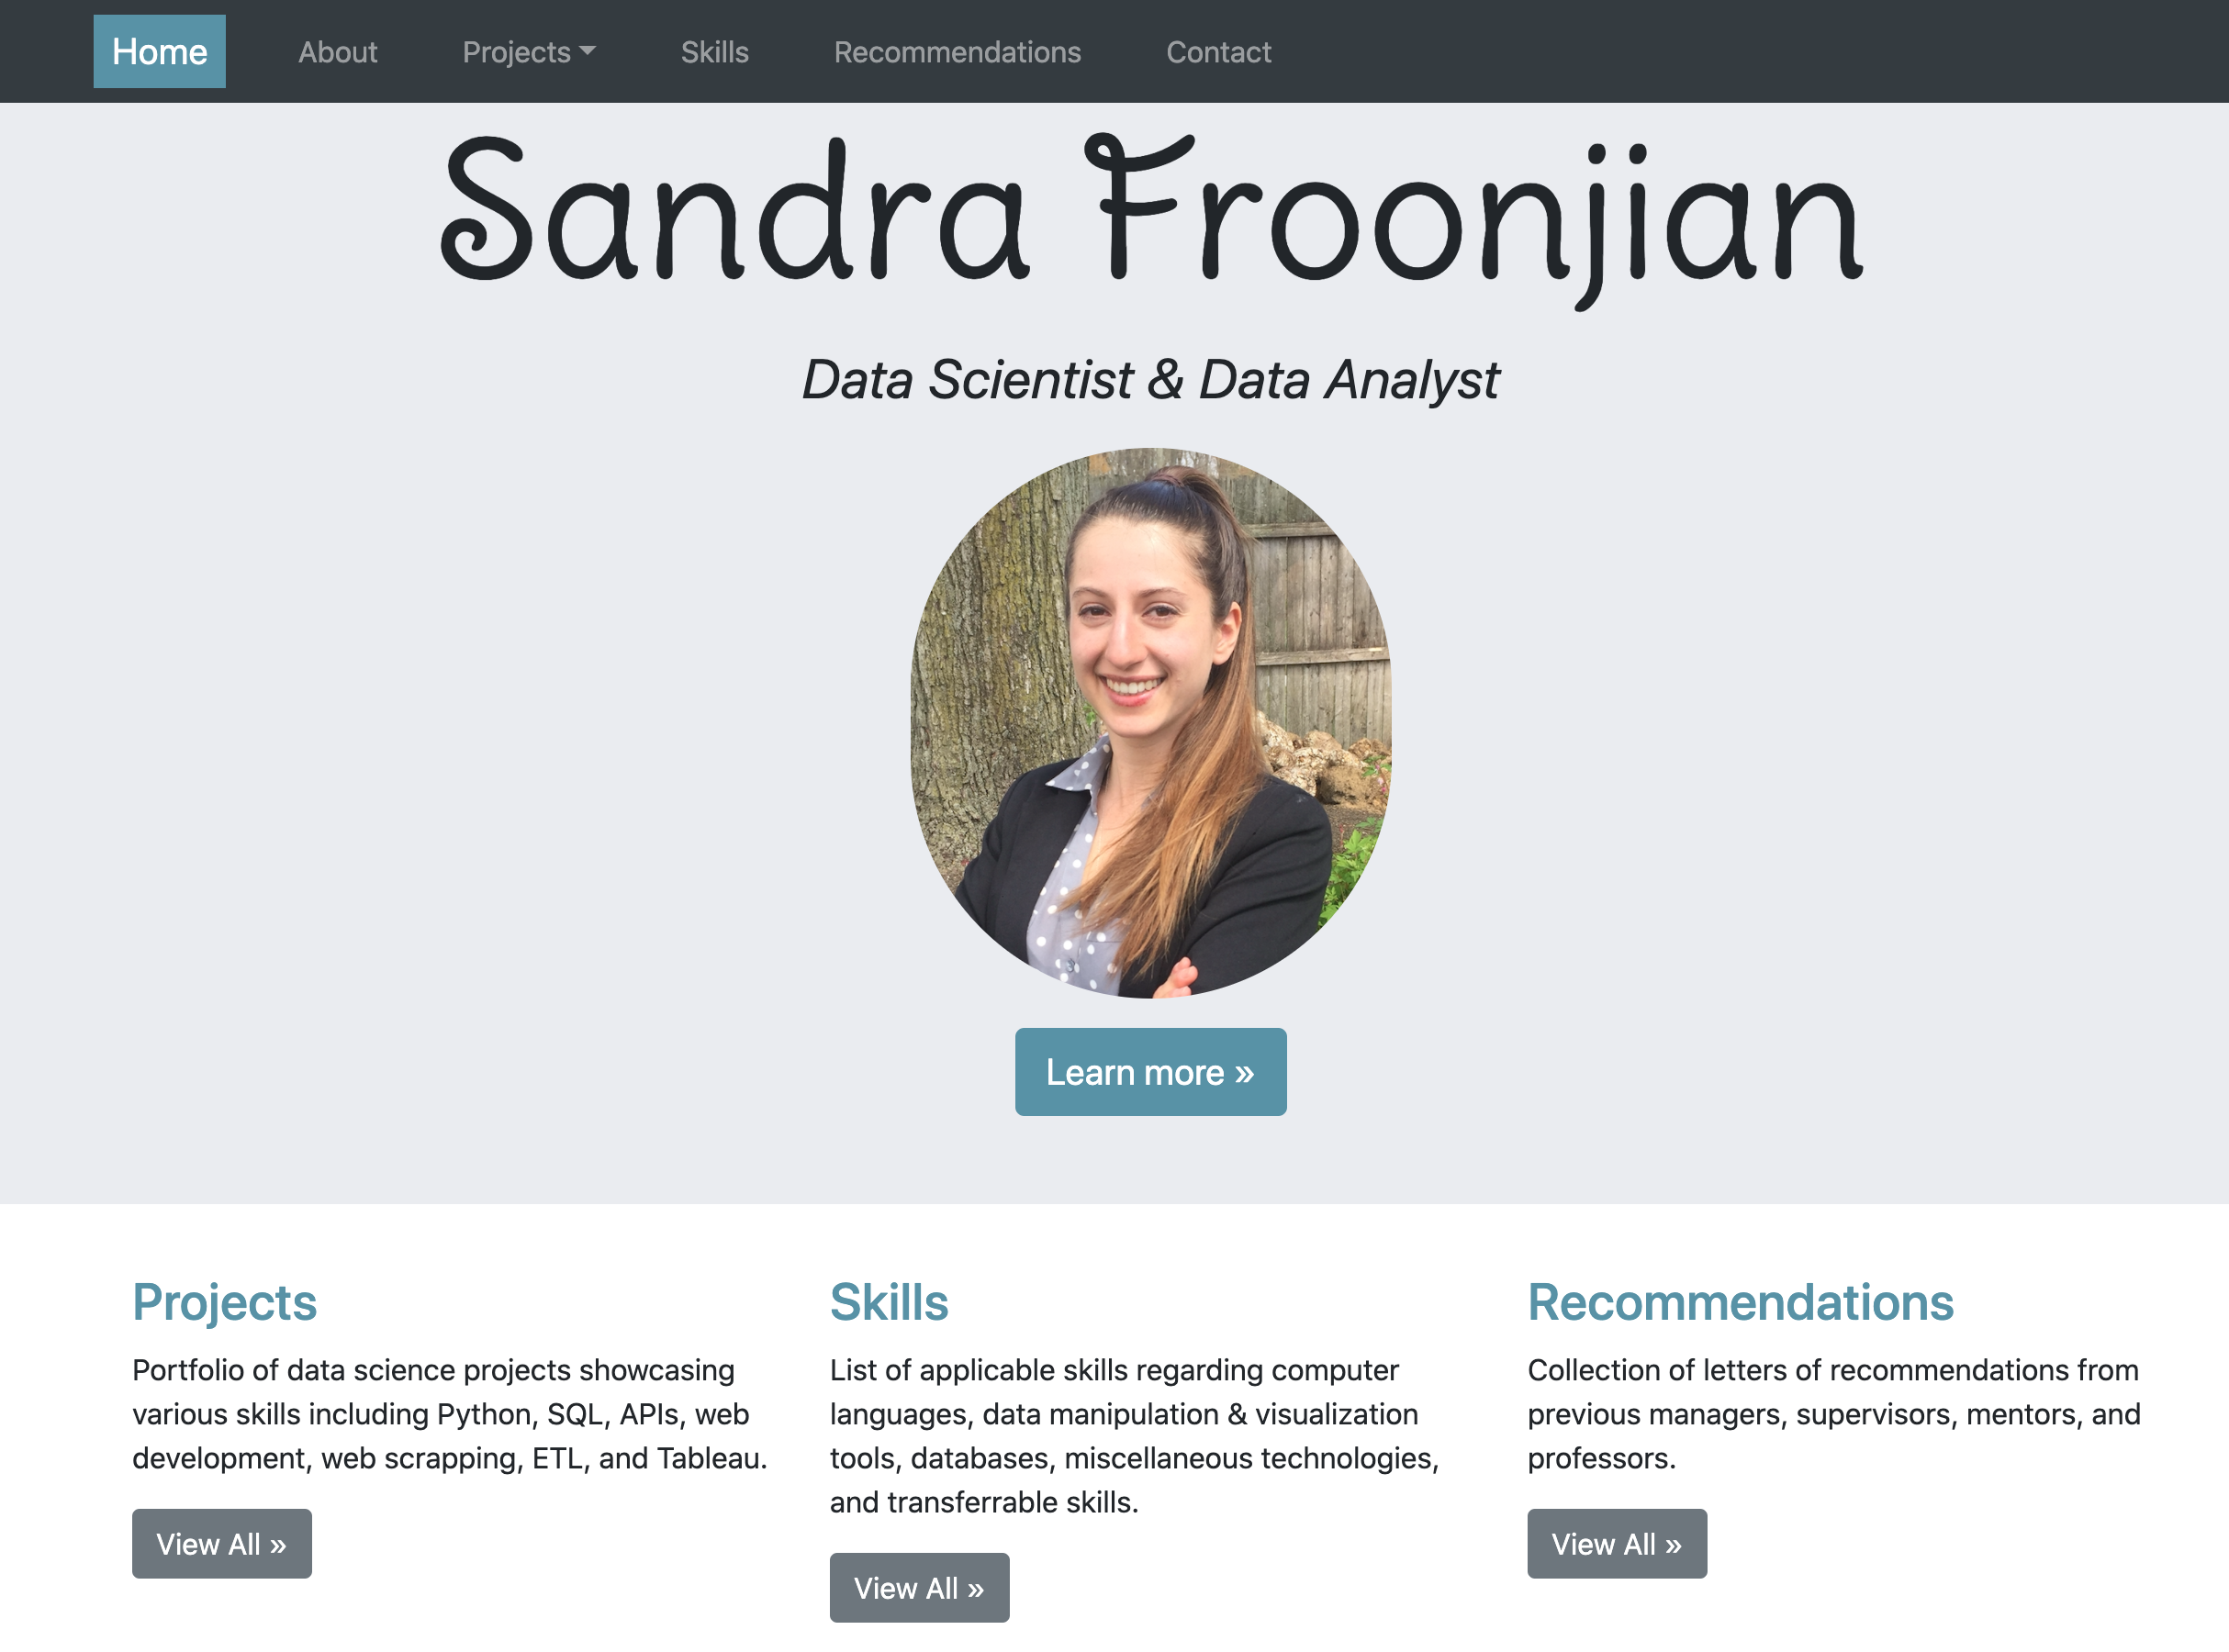 Home About Projects Skills Recommendations Contact
Sandra Froonjian
Data Scientist & Data Analyst
Learn more »
Projects
Portfolio of data science projects showcasing
various skills including Python, SQL, APIs, web
development, web scrapping, ETL, and Tableau.
View All »
Skills
List of applicable skills regarding computer
languages, data manipulation & visualization
tools, databases, miscellaneous technologies,
and transferrable skills.
View All »
Recommendations
Collection of letters of recommendations from
previous managers, supervisors, mentors, and
professors.
View All »